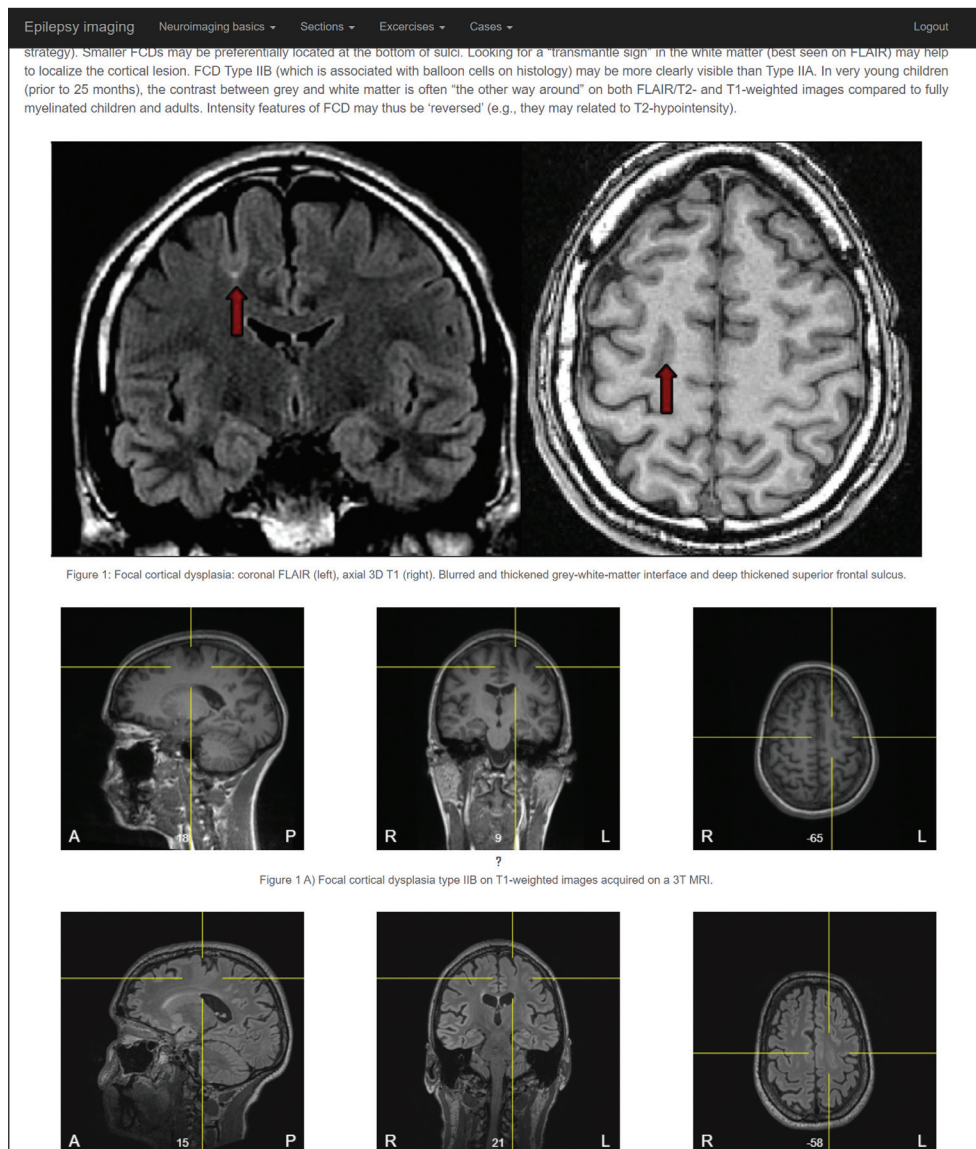 Epilepsy imaging Neuroimaging basics Sections Excercises Cases Logout
strategy). Smaller FCDs may be preferentially located at the bottom of sulci. Looking for a “transmantle sign” in the white matter (best seen on FLAIR) may help
to localize the cortical lesion. FCD Type IIB (which is associated with balloon cells on histology) may be more clearly visible than Type IIA. In very young children
(prior to 25 months), the contrast between grey and white matter is often “the other way around” on both FLAIR/T2- and T1-weighted images compared to fully
myelinated children and adults. Intensity features of FCD may thus be ‘reversed’ (e.g., they may related to T2-hypointensity).
Figure 1: Focal cortical dysplasia: coronal FLAIR (left), axial 3D T1 (right). Blurred and thickened grey-white-matter interface and deep thickened superior frontal sulcus.
A 18 P R 9 L R -65 L
?
Figure 1 A) Focal cortical dysplasia type IIB on T1-weighted images acquired on a 3T MRI.
A 15 P R 21 L R -58 L